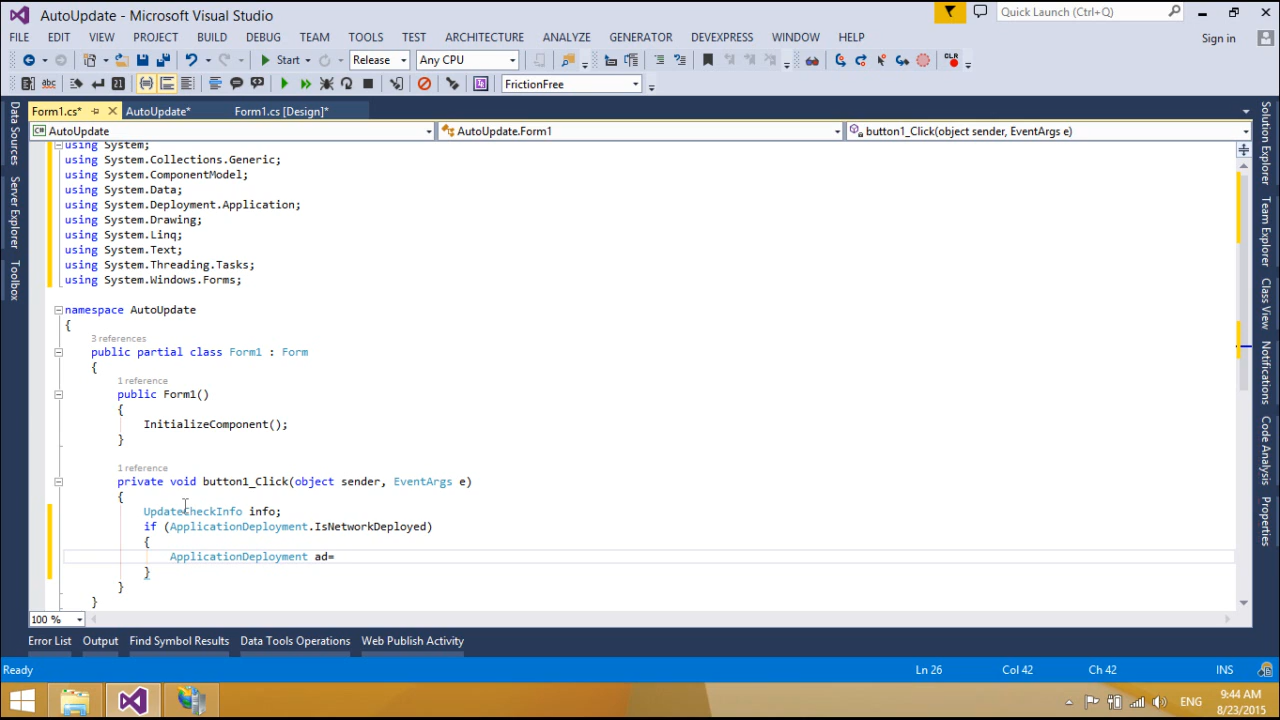 AutoUpdate - Microsoft Visual Studio
Quick Launch (Ctrl+Q)
FILE EDIT VIEW PROJECT BUILD DEBUG TEAM TOOLS TEST ARCHITECTURE ANALYZE GENERATOR DEVEXPRESS WINDOW HELP
Sign in
Start Release Any CPU
FrictionFree
Form1.cs* AutoUpdate* Form1.cs [Design]*
AutoUpdate AutoUpdate.Form1 button1_Click(object sender, EventArgs e)
Data Sources
Server Explorer
Toolbox
using System;
using System.Collections.Generic;
using System.ComponentModel;
using System.Data;
using System.Deployment.Application;
using System.Drawing;
using System.Linq;
using System.Text;
using System.Threading.Tasks;
using System.Windows.Forms;
namespace AutoUpdate
{
3 references
public partial class Form1 : Form
{
1 reference
public Form1()
{
InitializeComponent();
}
1 reference
private void button1_Click(object sender, EventArgs e)
{
UpdateCheckInfo info;
if (ApplicationDeployment.IsNetworkDeployed)
{
ApplicationDeployment ad=
}
}
}
Solution Explorer
Team Explorer
Class View
Notifications
Code Analysis
Properties
100 %
Error List Output Find Symbol Results Data Tools Operations Web Publish Activity
Ready Ln 26 Col 42 Ch 42 INS
ENG
9:44 AM
8/23/2015